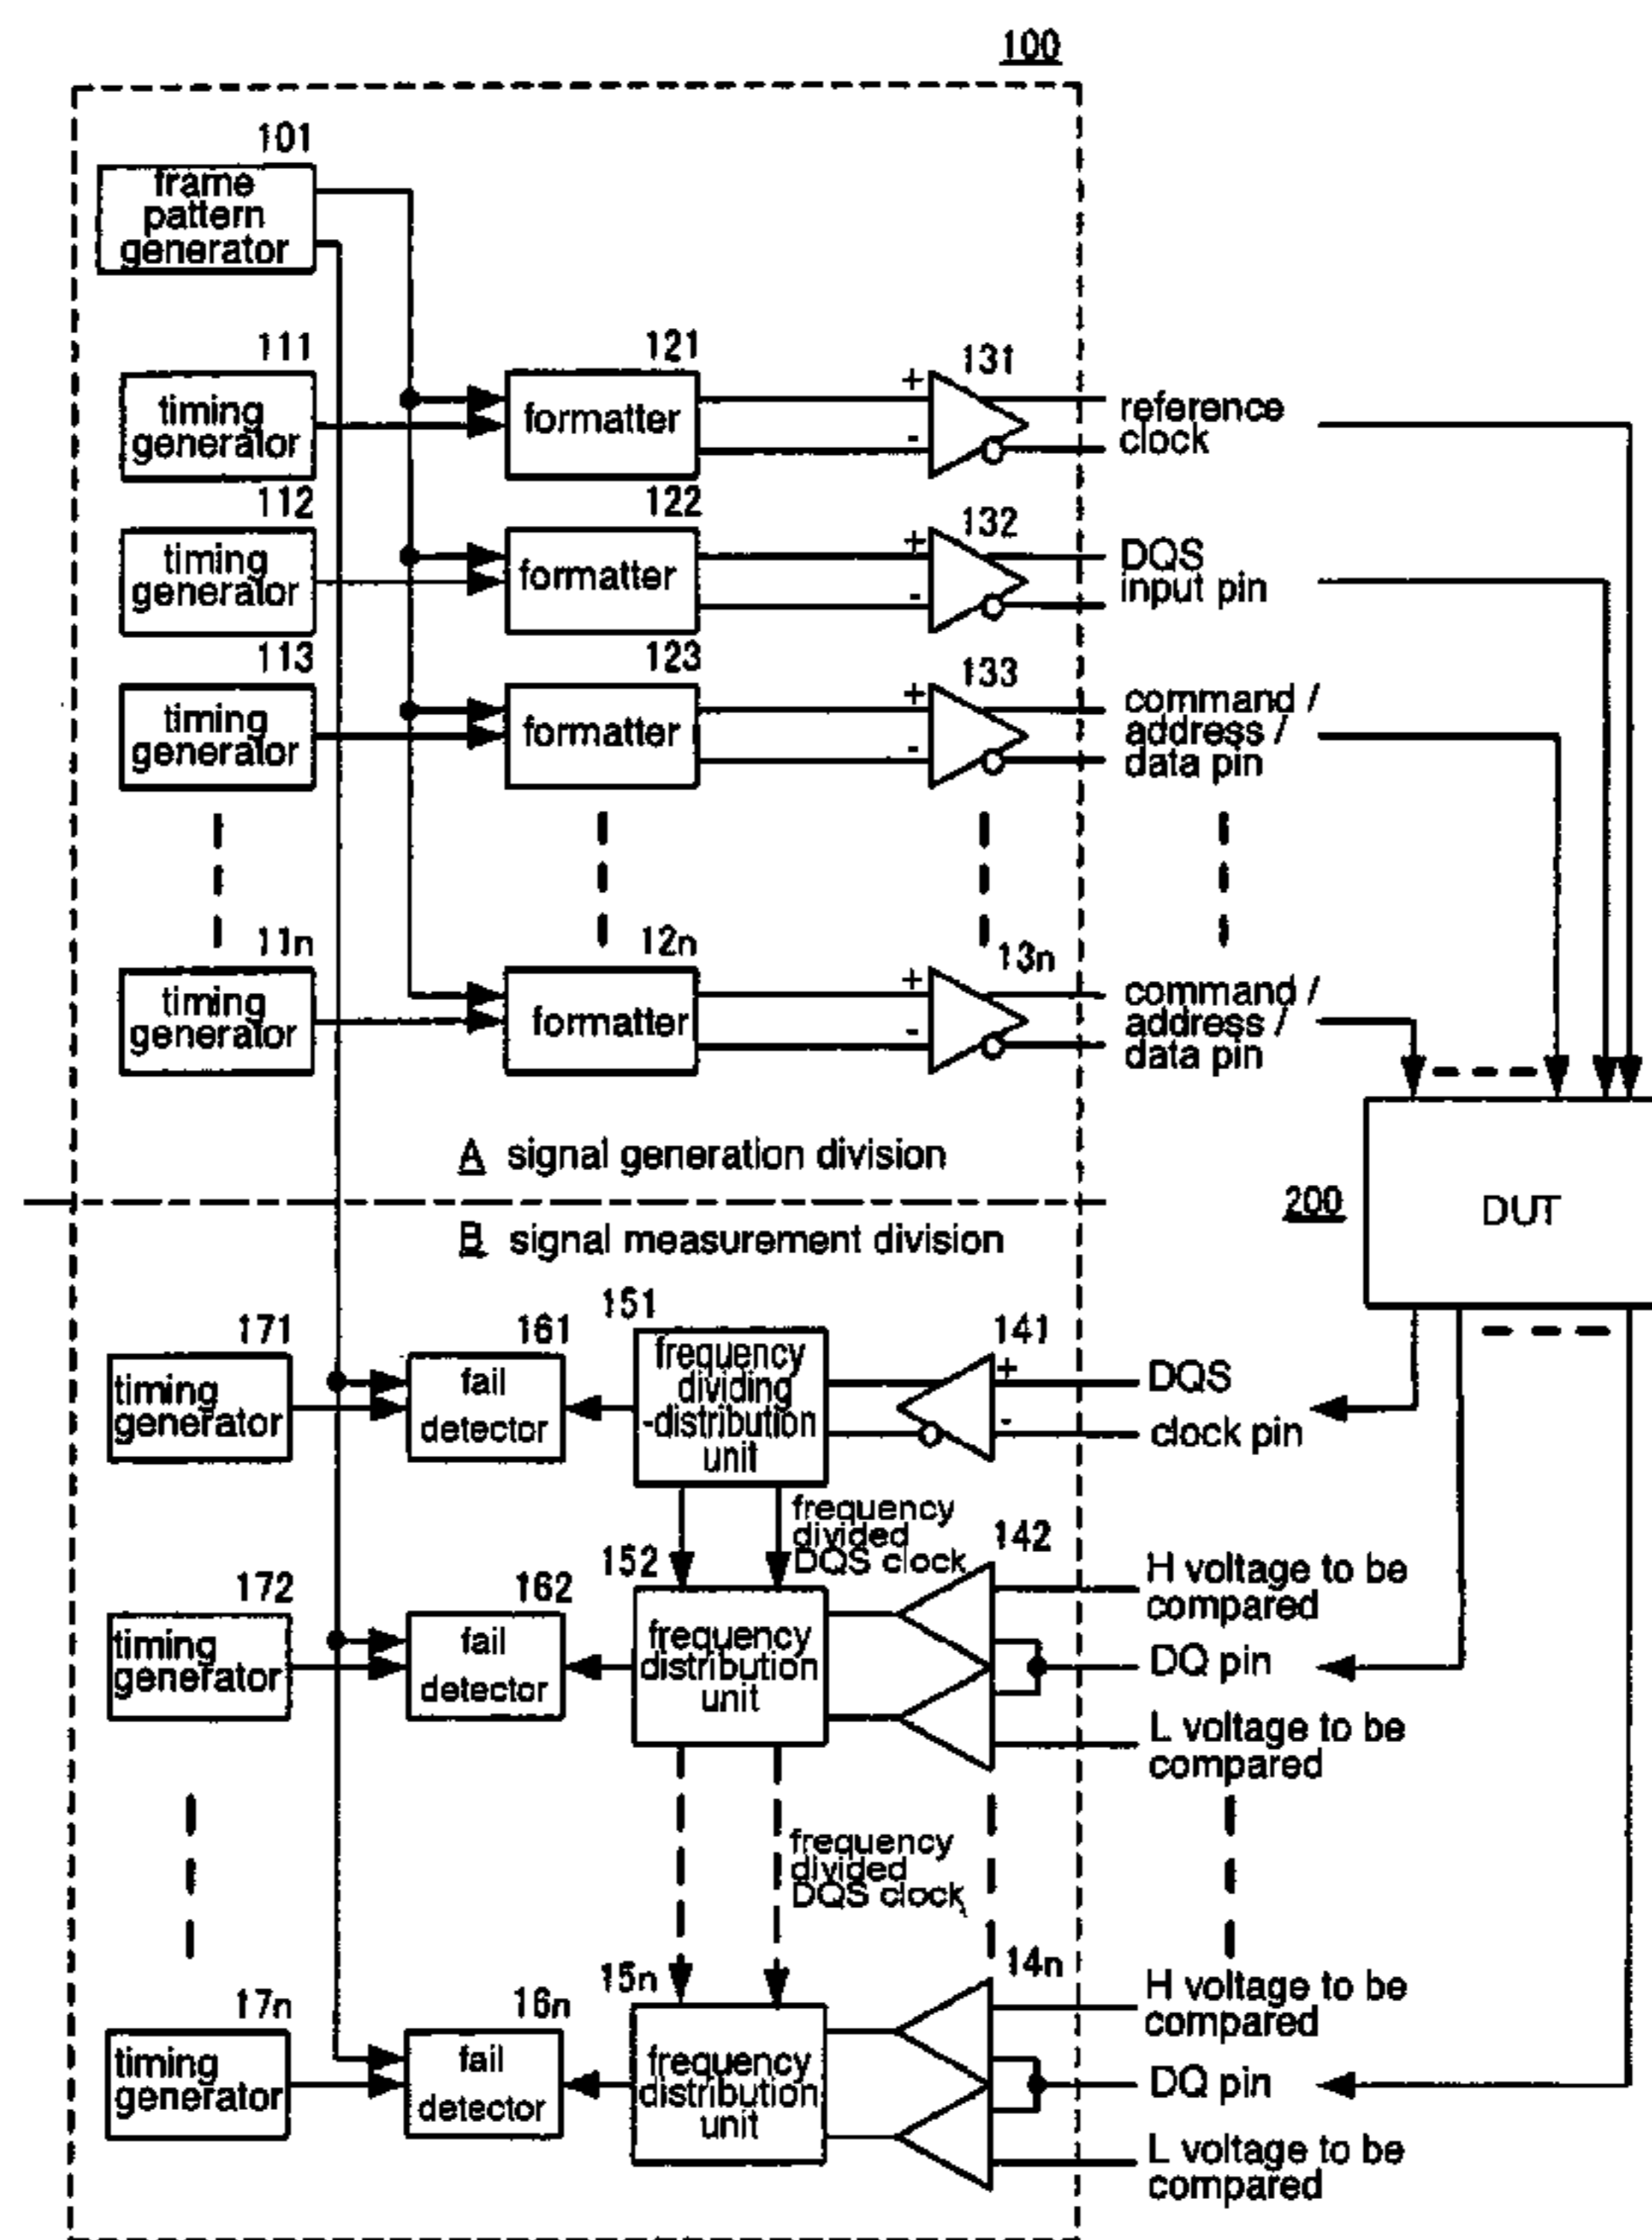 100
101
frame
pattern
generator
111
121
131
timing
generator
formatter
+
-
reference
clock
112
122
132
timing
generator
formatter
+
-
DQS
input pin
113
123
133
timing
generator
formatter
+
-
command /
address /
data pin
11n
12n
13n
timing
generator
formatter
+
-
command /
address /
data pin
A signal generation division
200
DUT
B signal measurement division
171
161
151
141
timing
generator
fail
detector
frequency
dividing
-distribution
unit
+
-
DQS
clock pin
frequency
divided
DQS clock
172
162
152
142
timing
generator
fail
detector
frequency
distribution
unit
H voltage to be
compared
DQ pin
L voltage to be
compared
frequency
divided
DQS clock
17n
16n
15n
14n
timing
generator
fail
detector
frequency
distribution
unit
H voltage to be
compared
DQ pin
L voltage to be
compared